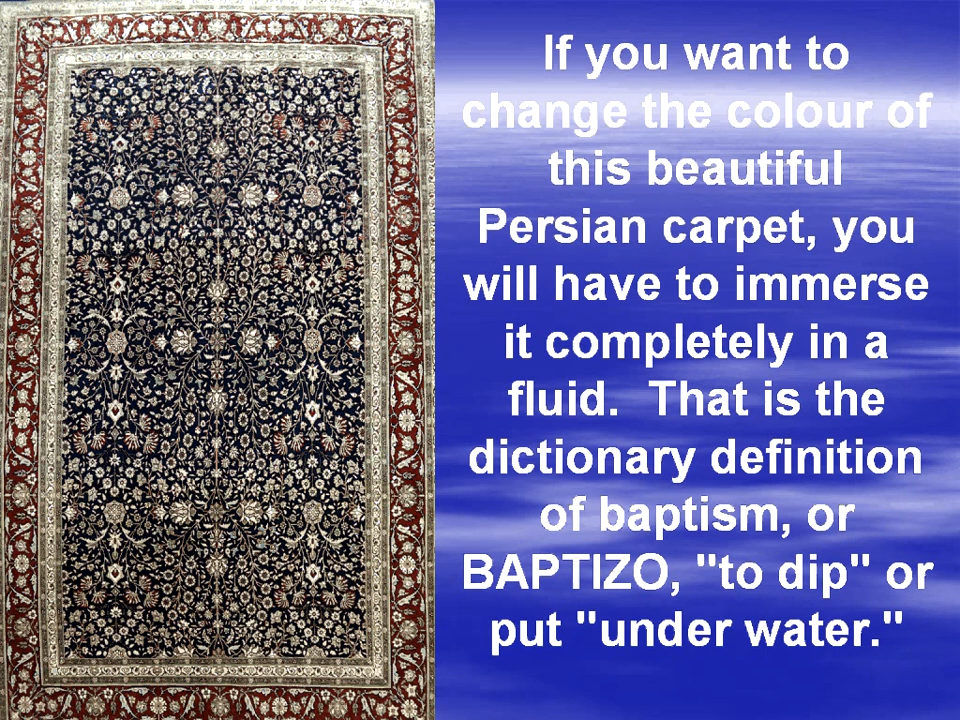 If you want to
change the colour of
this beautiful
Persian carpet, you
will have to immerse
it completely in a
fluid.  That is the
dictionary definition
of baptism, or
BAPTIZO, "to dip" or
put "under water."